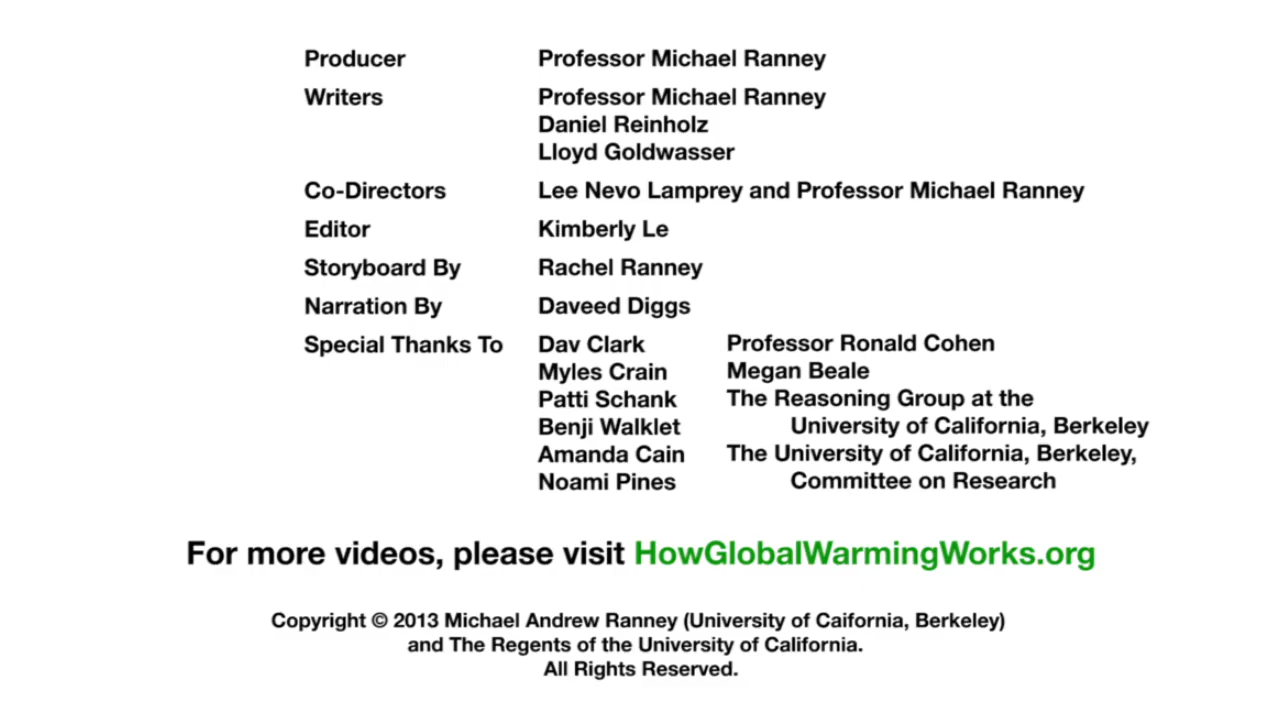 Producer Professor Michael Ranney
Writers Professor Michael Ranney
Daniel Reinholz
Lloyd Goldwasser
Co-Directors Lee Nevo Lamprey and Professor Michael Ranney
Editor Kimberly Le
Storyboard By Rachel Ranney
Narration By Daveed Diggs
Special Thanks To Dav Clark Professor Ronald Cohen
Myles Crain Megan Beale
Patti Schank The Reasoning Group at the
Benji Walklet University of California, Berkeley
Amanda Cain The University of California, Berkeley,
Noami Pines Committee on Research
For more videos, please visit HowGlobalWarmingWorks.org
Copyright © 2013 Michael Andrew Ranney (University of Caifornia, Berkeley)
and The Regents of the University of California.
All Rights Reserved.